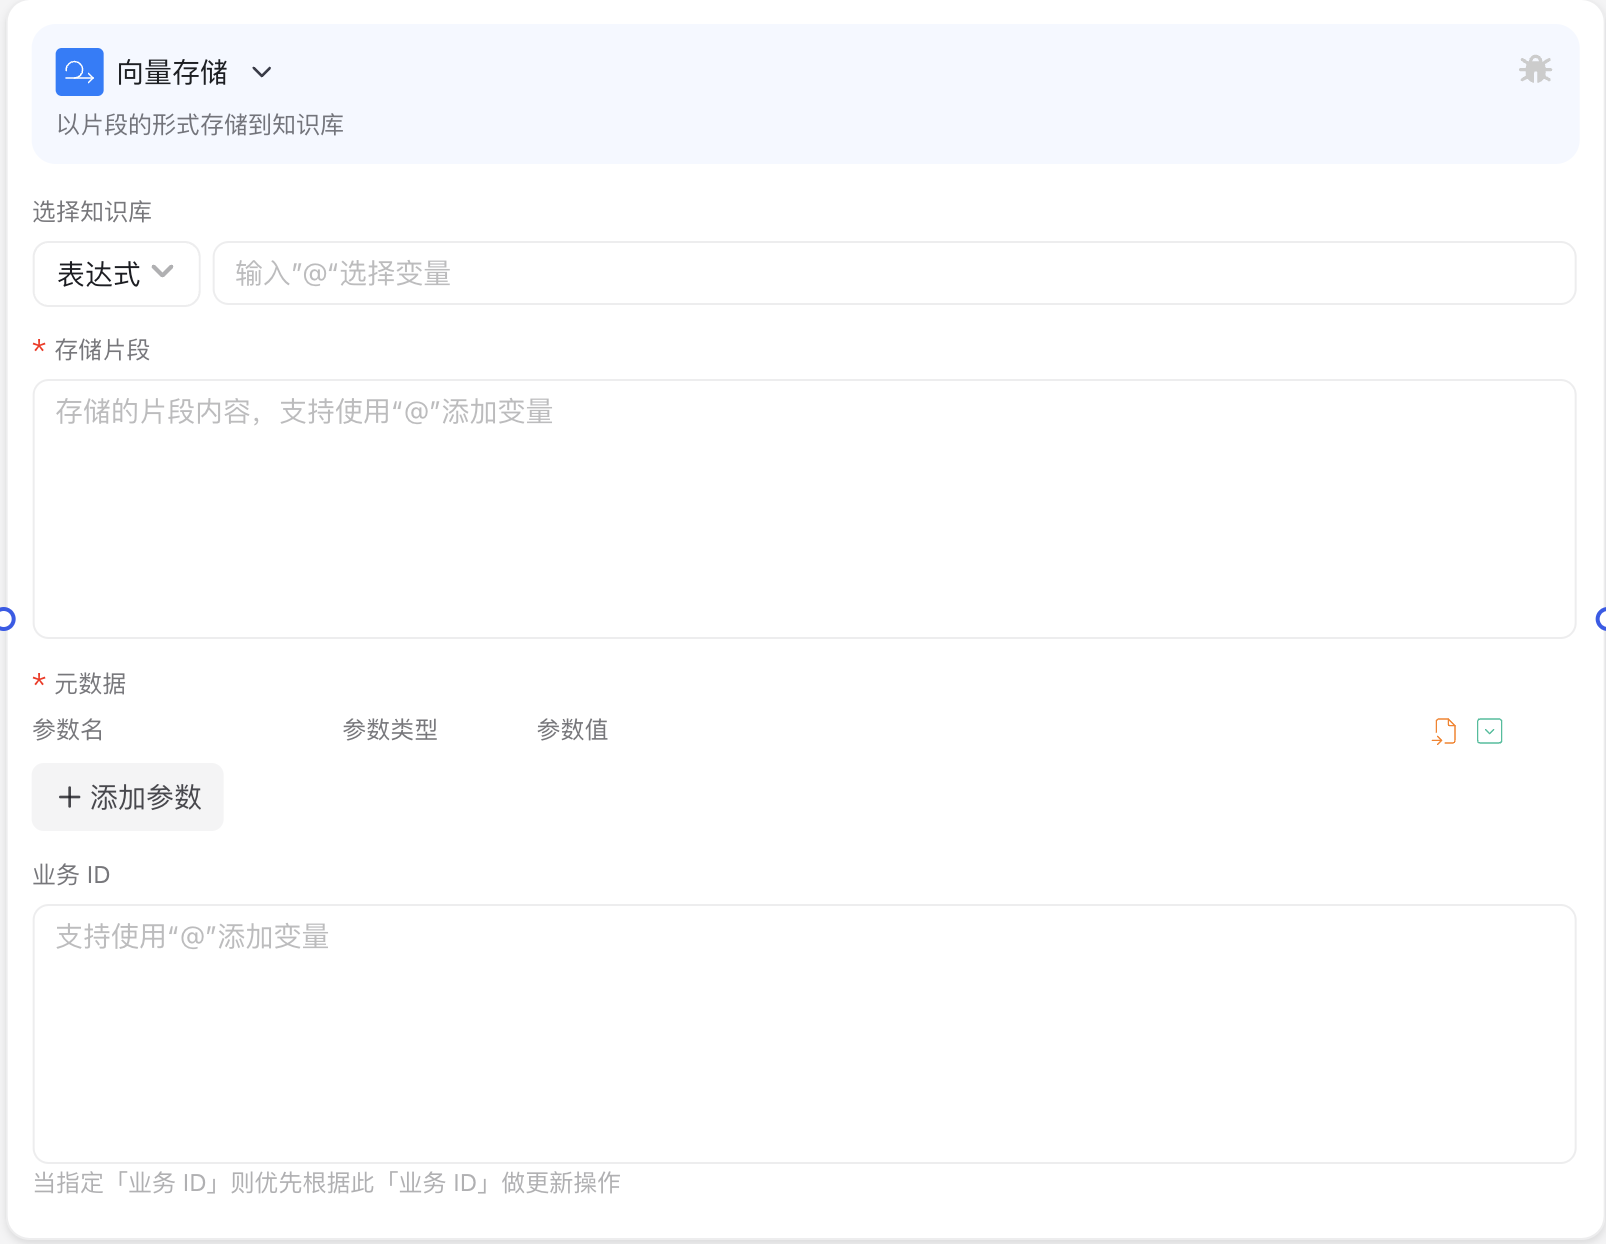 向量存储
以片段的形式存储到知识库
选择知识库
表达式 输入”@“选择变量
* 存储片段
存储的片段内容，支持使用“@”添加变量
* 元数据
参数名 参数类型 参数值
+ 添加参数
业务 ID
支持使用“@”添加变量
当指定「业务 ID」则优先根据此「业务 ID」做更新操作